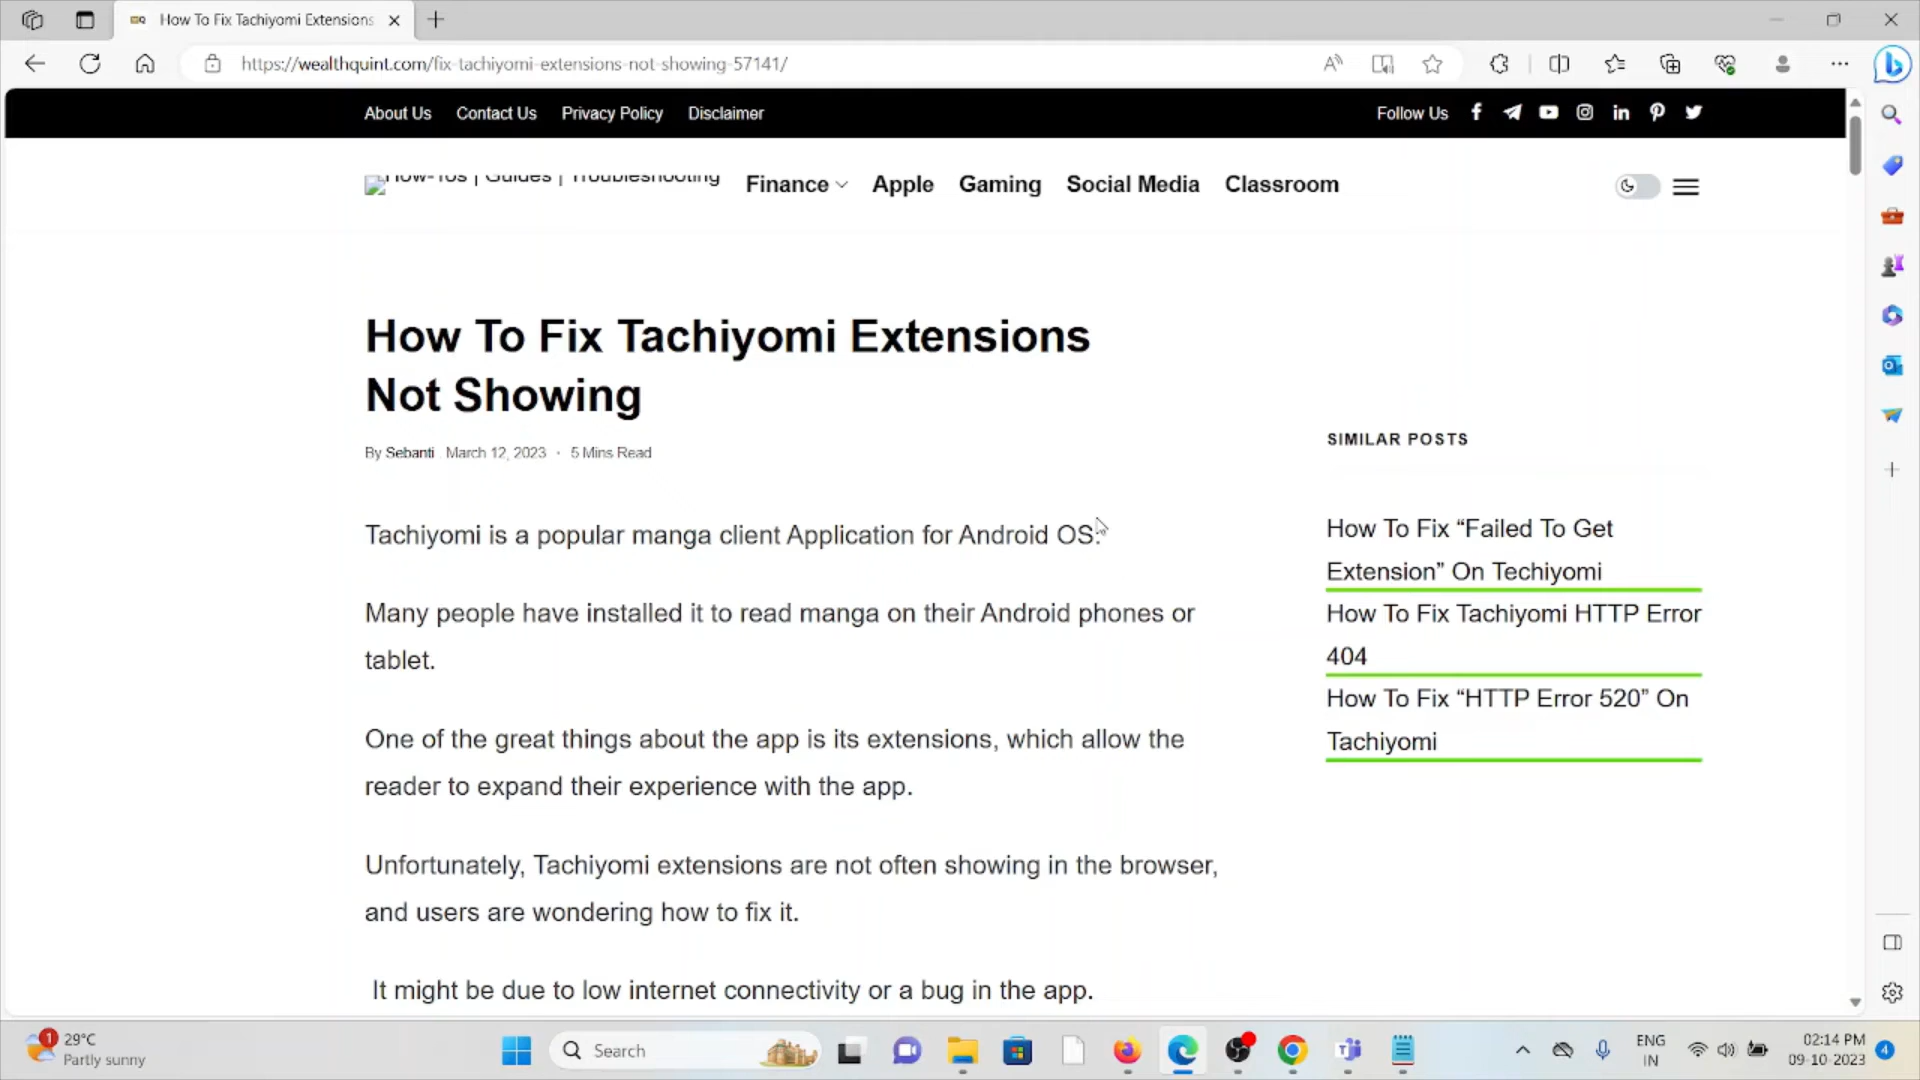 How To Fix Tachiyomi Extensions
https://wealthquint.com/fix-tachiyomi-extensions-not-showing-57141/
About Us Contact Us Privacy Policy Disclaimer Follow Us
How-Tos | Guides | Troubleshooting Finance Apple Gaming Social Media Classroom
How To Fix Tachiyomi Extensions
Not Showing
By Sebanti . March 12, 2023 · 5 Mins Read
Tachiyomi is a popular manga client Application for Android OS.
Many people have installed it to read manga on their Android phones or
tablet.
One of the great things about the app is its extensions, which allow the
reader to expand their experience with the app.
Unfortunately, Tachiyomi extensions are not often showing in the browser,
and users are wondering how to fix it.
It might be due to low internet connectivity or a bug in the app.
SIMILAR POSTS
How To Fix “Failed To Get
Extension” On Techiyomi
How To Fix Tachiyomi HTTP Error
404
How To Fix “HTTP Error 520” On
Tachiyomi
1
29°C
Partly sunny
Search
ENG
IN
02:14 PM
09-10-2023
4